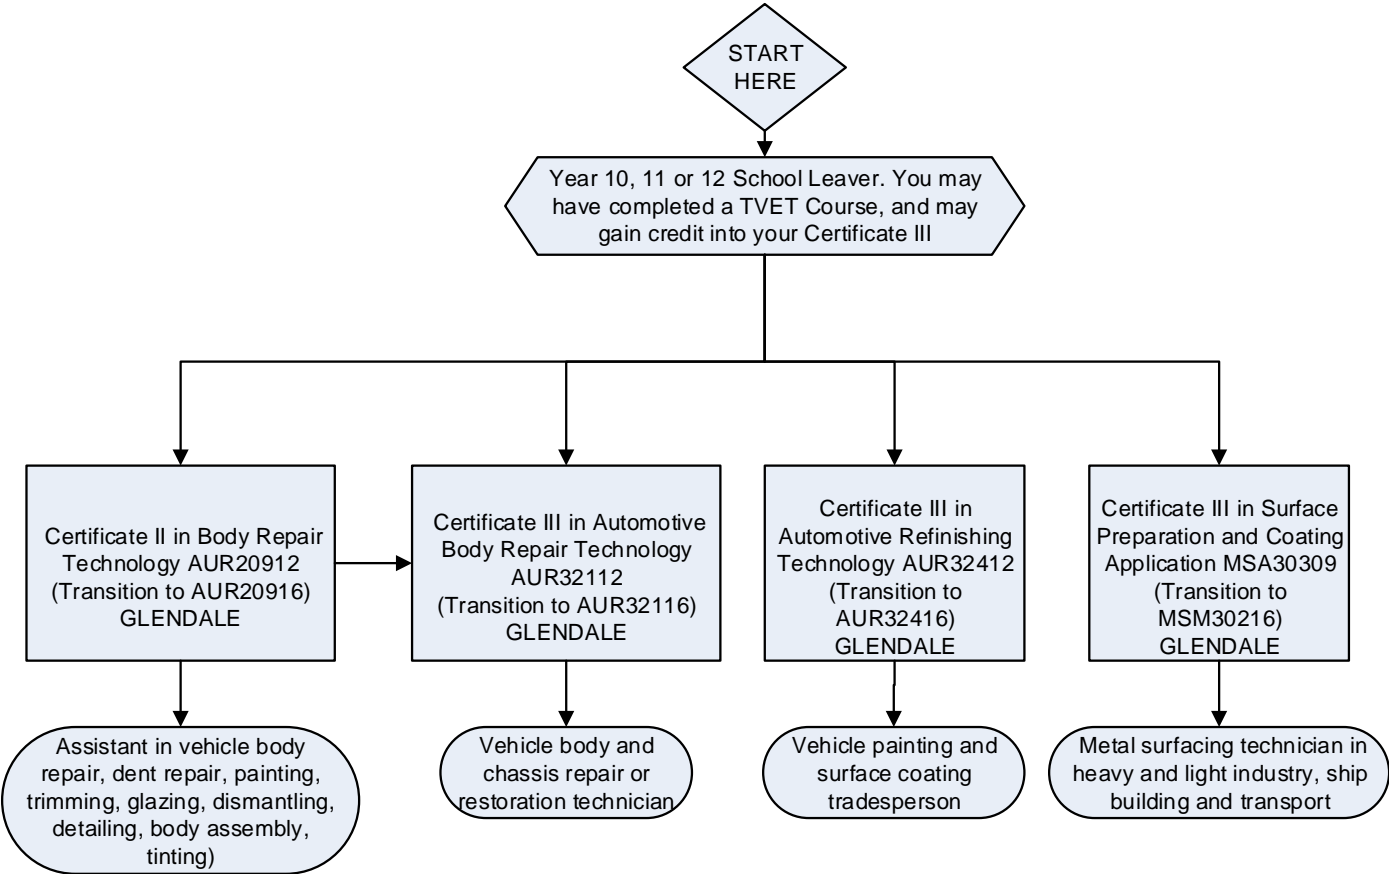 START
HERE
Year 10, 11 or 12 School Leaver. You may
have completed a TVET Course, and may
gain credit into your Certificate III
Certificate II in Body Repair
Technology AUR20912
(Transition to AUR20916)
GLENDALE
Certificate III in Automotive
Body Repair Technology
AUR32112
(Transition to AUR32116)
GLENDALE
Certificate III in
Automotive Refinishing
Technology AUR32412
(Transition to
AUR32416)
GLENDALE
Certificate III in Surface
Preparation and Coating
Application MSA30309
(Transition to
MSM30216)
GLENDALE
Assistant in vehicle body
repair, dent repair, painting,
trimming, glazing, dismantling,
detailing, body assembly,
tinting)
Vehicle body and
chassis repair or
restoration technician
Vehicle painting and
surface coating
tradesperson
Metal surfacing technician in
heavy and light industry, ship
building and transport